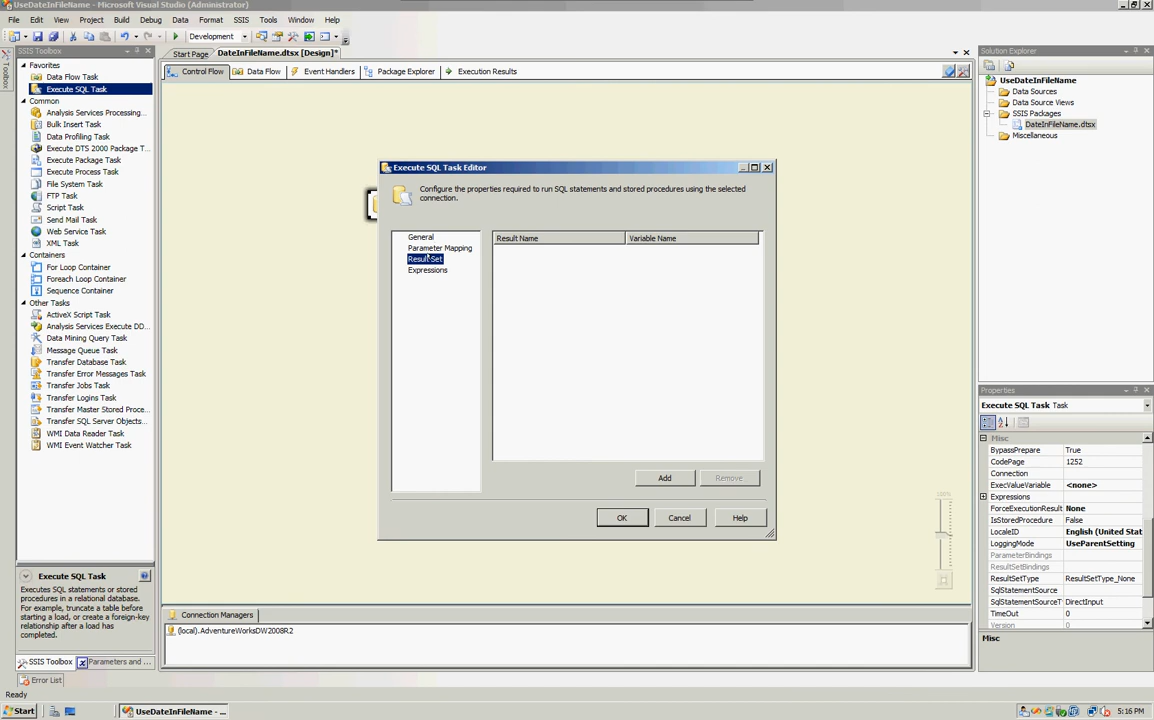 UseDateInFileName - Microsoft Visual Studio (Administrator)
File Edit View Project Build Debug Data Format SSIS Tools Window Help
Development
SSIS Toolbox
Toolbox
Favorites
Data Flow Task
Execute SQL Task
Common
Analysis Services Processing...
Bulk Insert Task
Data Profiling Task
Execute DTS 2000 Package T...
Execute Package Task
Execute Process Task
File System Task
FTP Task
Script Task
Send Mail Task
Web Service Task
XML Task
Containers
For Loop Container
Foreach Loop Container
Sequence Container
Other Tasks
ActiveX Script Task
Analysis Services Execute DD...
Data Mining Query Task
Message Queue Task
Transfer Database Task
Transfer Error Messages Task
Transfer Jobs Task
Transfer Logins Task
Transfer Master Stored Proce...
Transfer SQL Server Objects...
WMI Data Reader Task
WMI Event Watcher Task
Execute SQL Task
Executes SQL statements or stored
procedures in a relational database.
For example, truncate a table before
starting a load, or create a foreign-key
relationship after a load has
completed.
SSIS Toolbox Parameters and ...
Error List
Ready
Start Page DateInFileName.dtsx [Design]*
Control Flow Data Flow Event Handlers Package Explorer Execution Results
Execute SQL Task Editor
Configure the properties required to run SQL statements and stored procedures using the selected
connection.
General
Parameter Mapping
Result Set
Expressions
Result Name Variable Name
Add Remove
OK Cancel Help
100%
Connection Managers
(local).AdventureWorksDW2008R2
Solution Explorer
UseDateInFileName
Data Sources
Data Source Views
SSIS Packages
DateInFileName.dtsx
Miscellaneous
Properties
Execute SQL Task Task
Misc
BypassPrepare True
CodePage 1252
Connection
ExecValueVariable <none>
Expressions
ForceExecutionResult None
IsStoredProcedure False
LocaleID English (United Stat
LoggingMode UseParentSetting
ParameterBindings
ResultSetBindings
ResultSetType ResultSetType_None
SqlStatementSource
SqlStatementSourceT DirectInput
TimeOut 0
Version 0
Misc
Start UseDateInFileName - ... 5:16 PM